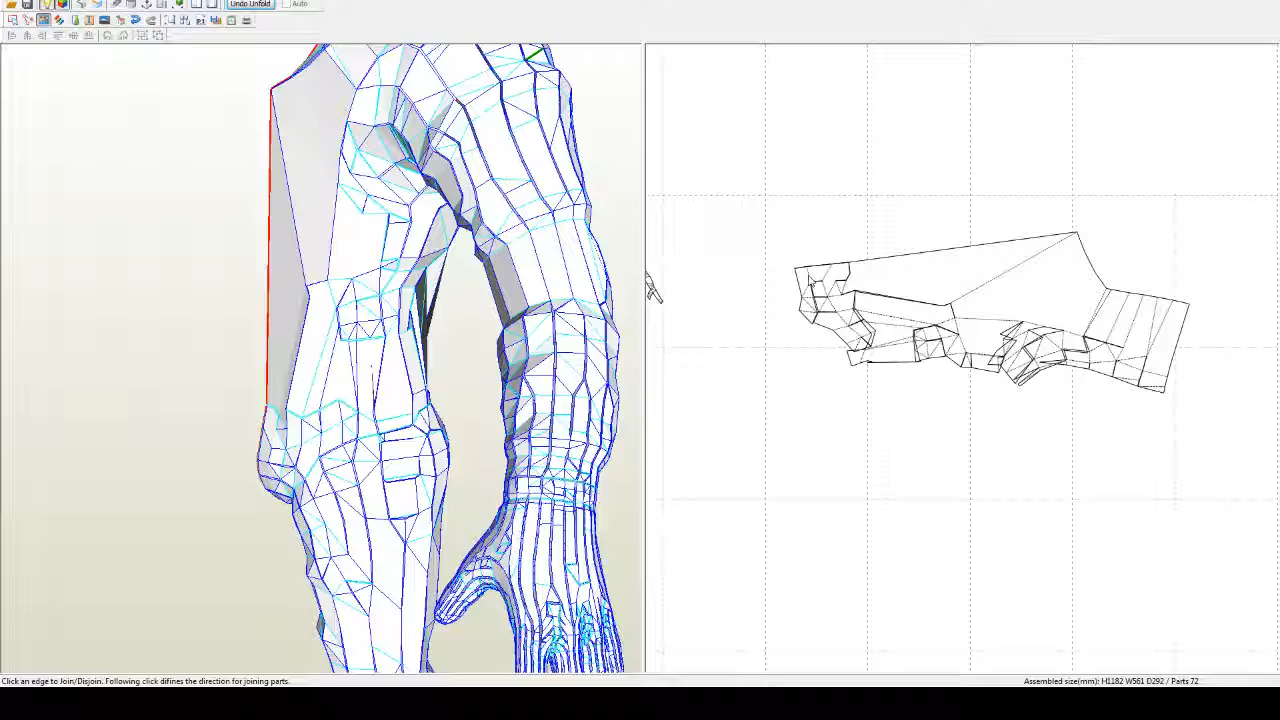 Undo Unfold
Auto
Click an edge to Join/Disjoin. Following click difines the direction for joining parts.
Assembled size(mm): H1182 W561 D292 / Parts 72